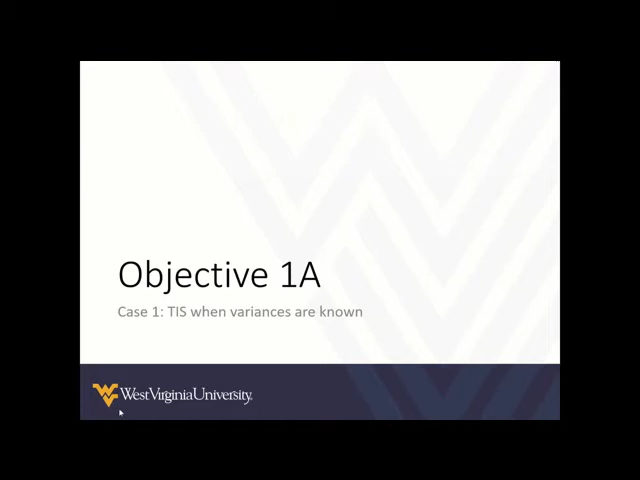 Objective 1A
Case 1: TIS when variances are known
WestVirginiaUniversity.